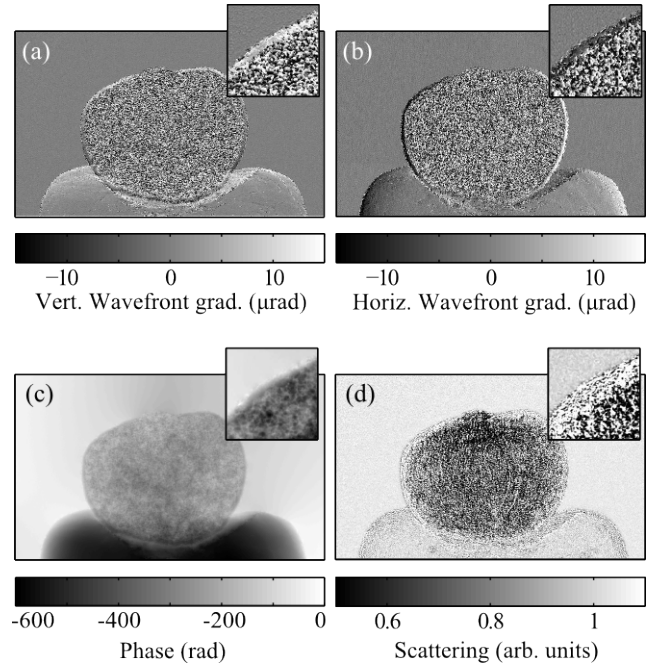 (a)
(b)
−10 0 10
Vert. Wavefront grad. (μrad)
−10 0 10
Horiz. Wavefront grad. (μrad)
(c)
(d)
-600 -400 -200 0
Phase (rad)
0.6 0.8 1
Scattering (arb. units)